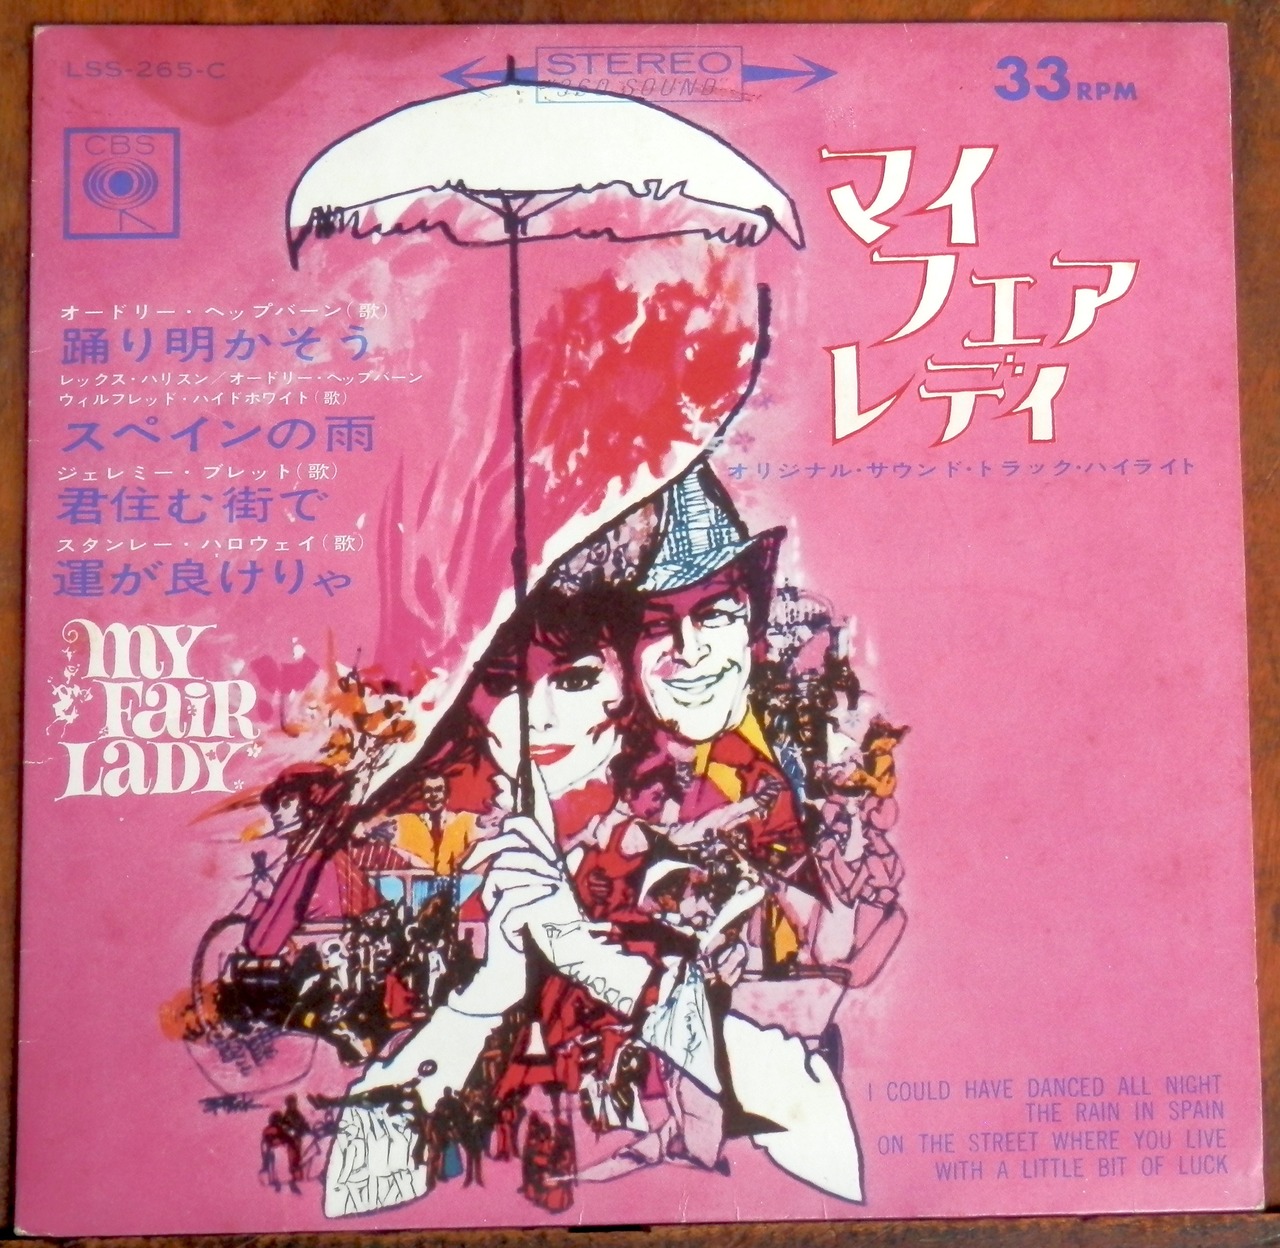 LSS-265-C
STEREO
"360 SOUND"
33RPM
CBS
マイ
フェア
レディ
オリジナル・サウンド・トラック・ハイライト
オードリー・ヘップバーン(歌)
踊り明かそう
レックス・ハリスン/オードリー・ヘップバーン
ウィルフレッド・ハイドホワイト(歌)
スペインの雨
ジェレミー・ブレット(歌)
君住む街で
スタンレー・ハロウェイ(歌)
運が良けりゃ
MY
FAiR
LaDY
I COULD HAVE DANCED ALL NIGHT
THE RAIN IN SPAIN
ON THE STREET WHERE YOU LIVE
WITH A LITTLE BIT OF LUCK